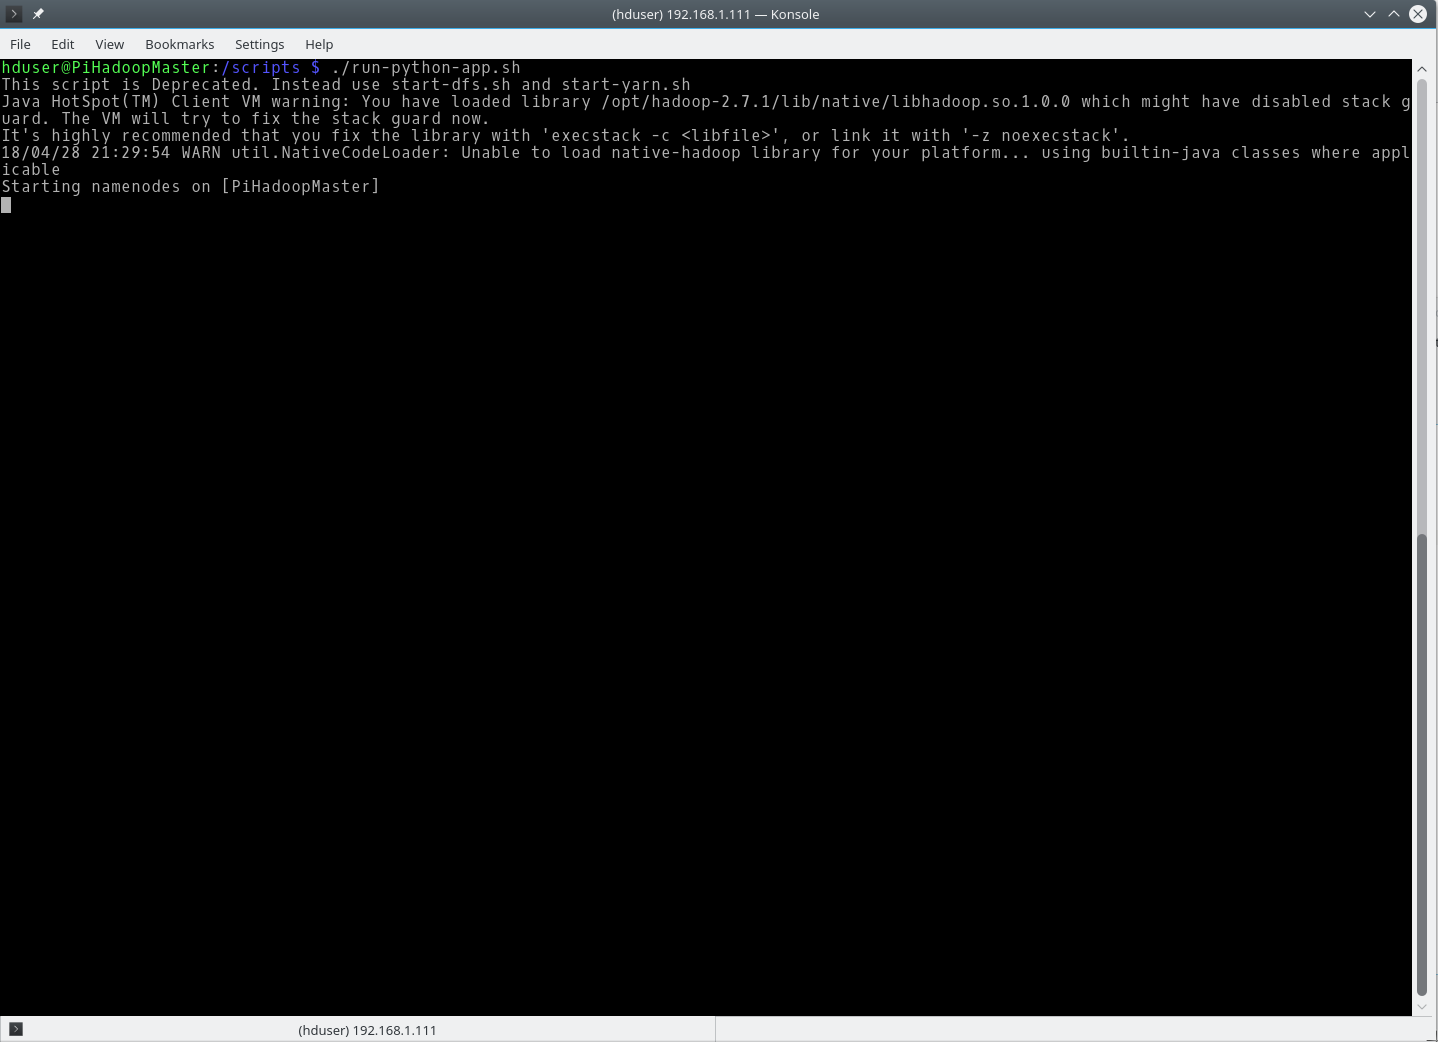 (hduser) 192.168.1.111 — Konsole
File Edit View Bookmarks Settings Help
hduser@PiHadoopMaster:/scripts $ ./run-python-app.sh
This script is Deprecated. Instead use start-dfs.sh and start-yarn.sh
Java HotSpot(TM) Client VM warning: You have loaded library /opt/hadoop-2.7.1/lib/native/libhadoop.so.1.0.0 which might have disabled stack g
uard. The VM will try to fix the stack guard now.
It's highly recommended that you fix the library with 'execstack -c <libfile>', or link it with '-z noexecstack'.
18/04/28 21:29:54 WARN util.NativeCodeLoader: Unable to load native-hadoop library for your platform... using builtin-java classes where appl
icable
Starting namenodes on [PiHadoopMaster]
(hduser) 192.168.1.111